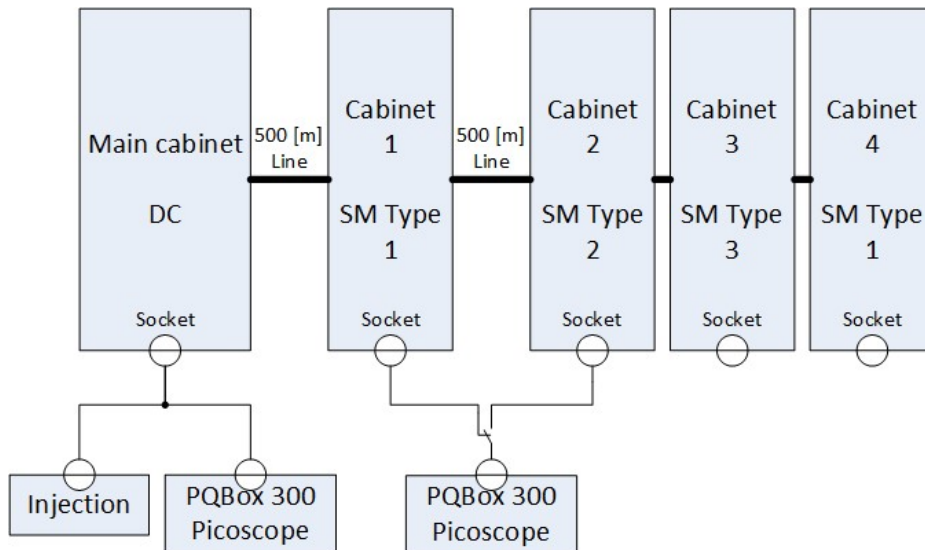 Main cabinet
DC
Socket
500 [m]
Line
Cabinet
1
SM Type
1
Socket
500 [m]
Line
Cabinet
2
SM Type
2
Socket
Cabinet
3
SM Type
3
Socket
Cabinet
4
SM Type
1
Socket
Injection
PQBox 300
Picoscope
PQBox 300
Picoscope